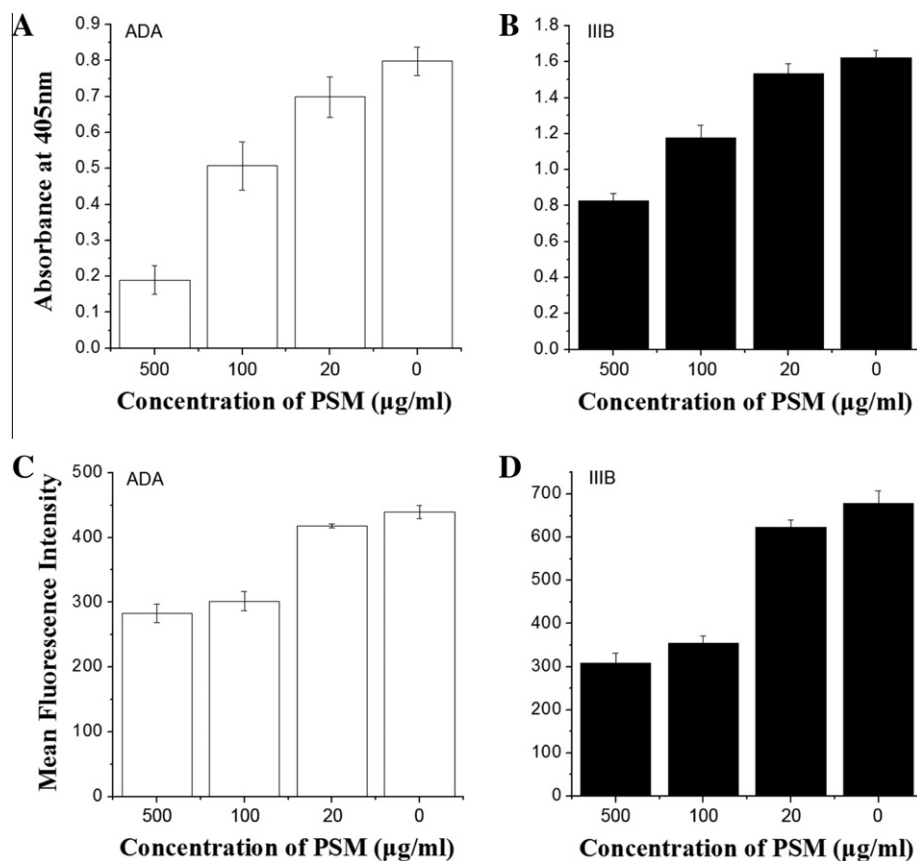 A
ADA
Absorbance at 405nm
0.9
0.8
0.7
0.6
0.5
0.4
0.3
0.2
0.1
0.0
500 100 20 0
Concentration of PSM (µg/ml)
B
IIIB
1.8
1.6
1.4
1.2
1.0
0.8
0.6
0.4
0.2
0.0
500 100 20 0
Concentration of PSM (µg/ml)
C
ADA
Mean Fluorescence Intensity
500
400
300
200
100
0
500 100 20 0
Concentration of PSM (µg/ml)
D
IIIB
700
600
500
400
300
200
100
0
500 100 20 0
Concentration of PSM (µg/ml)